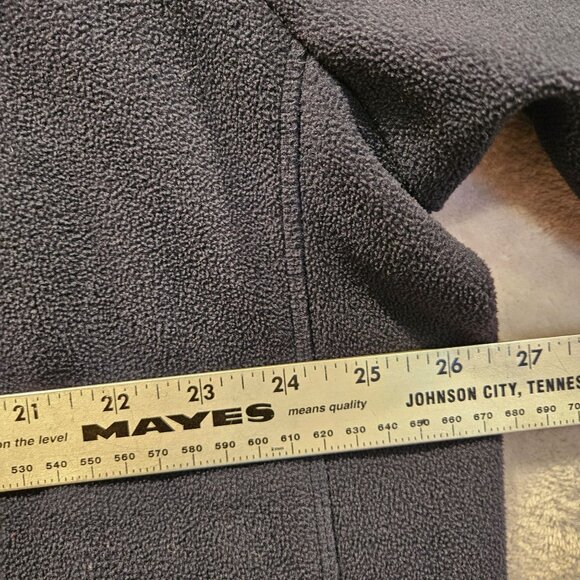 21 22 23 24 25 26 27
on the level MAYES means quality JOHNSON CITY, TENNES
530 540 550 560 570 580 590 600 610 620 630 640 650 660 670 680 690 70